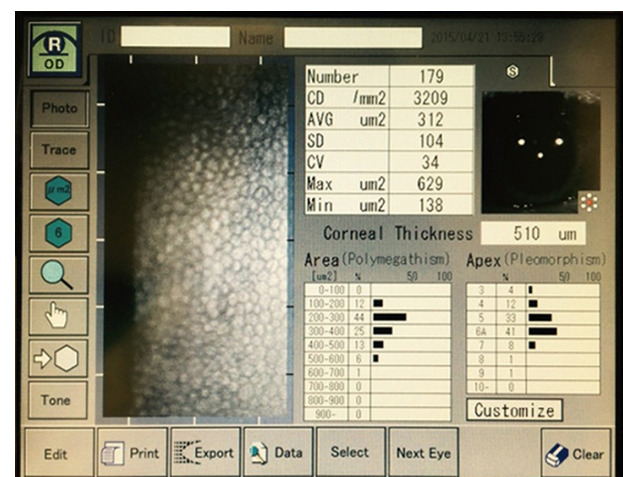 R
OD
ID
Name
2015/04/21 13:55:29
Photo
Trace
μm2
6
Tone
Number 179
CD /mm2 3209
AVG um2 312
SD 104
CV 34
Max um2 629
Min um2 138
S
Corneal Thickness 510 um
Area (Polymegathism)
[um2] % 50 100
0-100 0
100-200 12
200-300 44
300-400 25
400-500 13
500-600 6
600-700 1
700-800 0
800-900 0
900- 0
Apex (Pleomorphism)
% 50 100
3 4
4 12
5 33
6A 41
7 8
8 1
9 1
10- 0
Customize
Edit
Print
Export
Data
Select
Next Eye
Clear